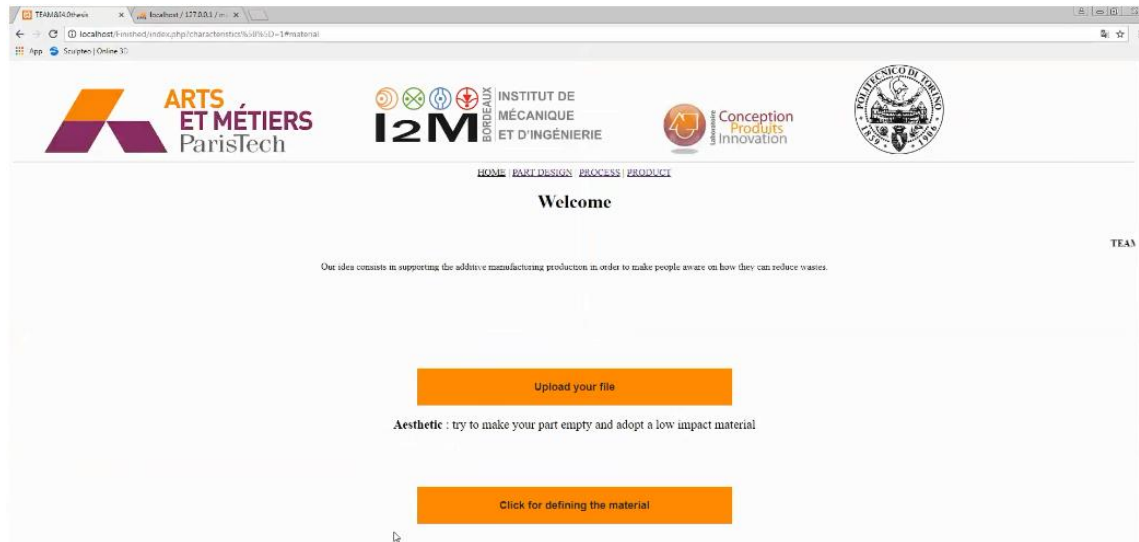 TEAM&I4.0thesis
localhost / 127.0.0.1 / m
localhost/Finished/index.php?characteristics%5B%5D=1#material
App Sculpteo | Online 3D
ARTS
ET MÉTIERS
ParisTech
I2M
BORDEAUX
INSTITUT DE
MÉCANIQUE
ET D'INGÉNIERIE
Laboratoire
Conception
Produits
Innovation
POLITECNICO DI TORINO
1859 1906
HOME | PART DESIGN | PROCESS | PRODUCT
Welcome
TEAM
Our idea consists in supporting the additive manufacturing production in order to make people aware on how they can reduce wastes.
Upload your file
Aesthetic : try to make your part empty and adopt a low impact material
Click for defining the material